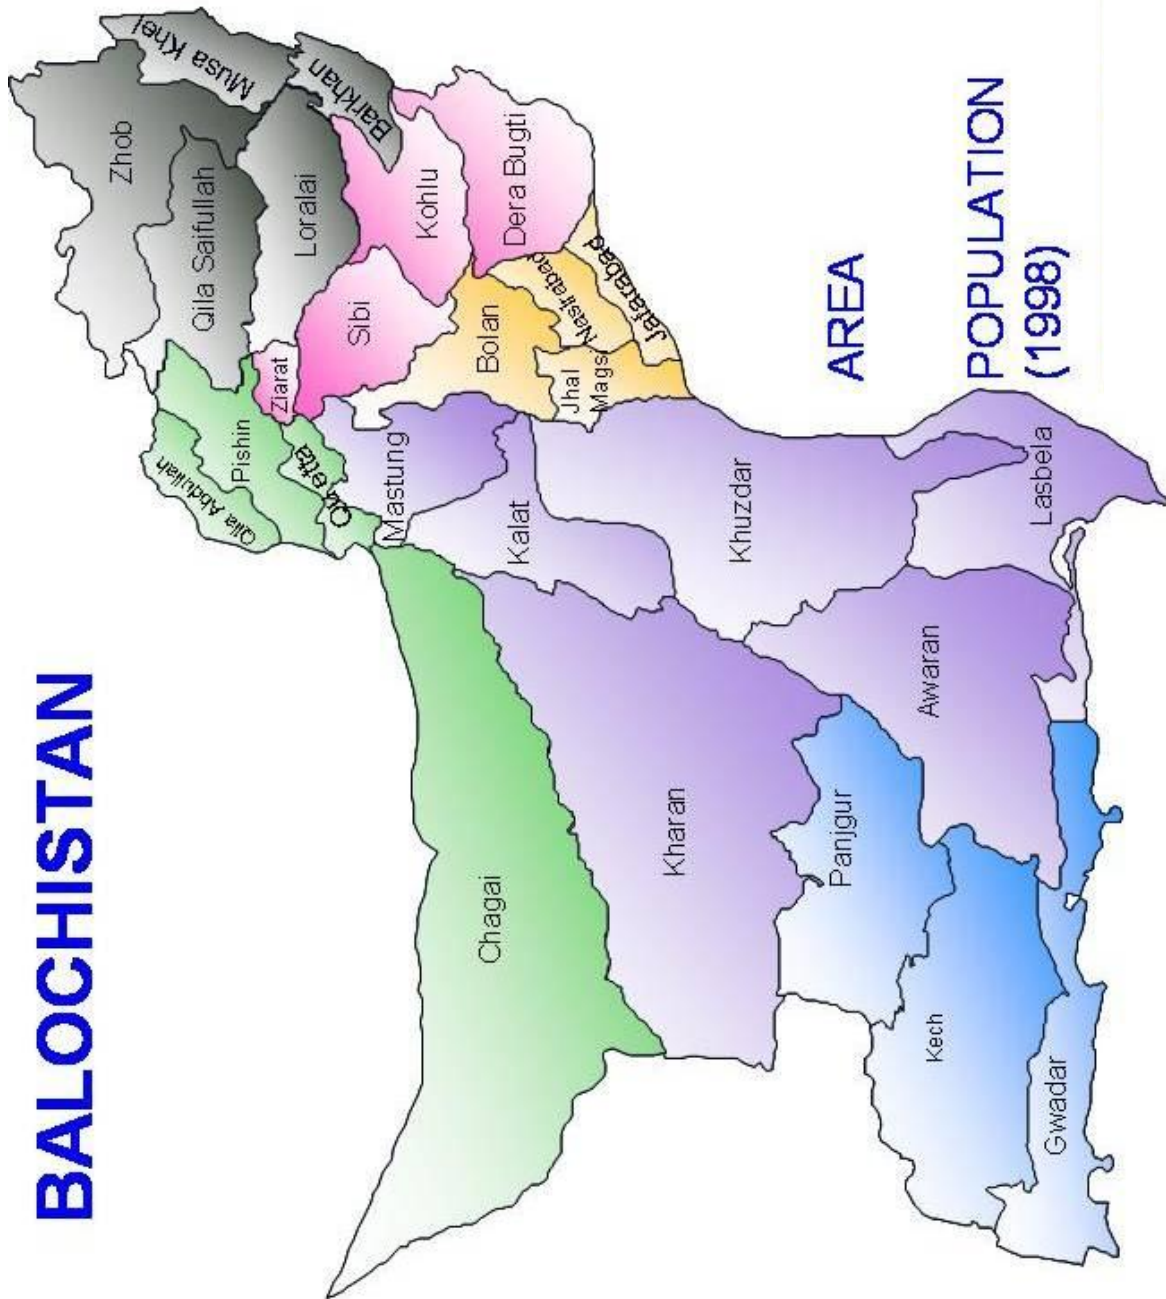 BALOCHISTAN
Zhob
Musa Khel
Qila Saifullah
Loralai
Barkhan
Qila Abdullah
Pishin
Ziarat
Quetta
Sibi
Kohlu
Dera Bugti
Mastung
Bolan
Nasirabad
Jafarabad
Jhal
Magsi
Kalat
Chagai
Kharan
Khuzdar
Panjgur
Awaran
Lasbela
Kech
Gwadar
AREA
POPULATION
(1998)